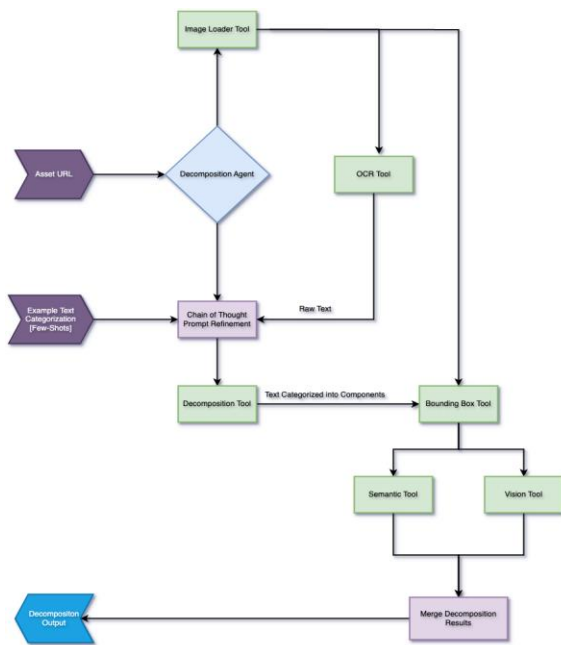 Image Loader Tool
Asset URL
Decomposition Agent
OCR Tool
Example Text
Categorization
[Few-Shots]
Chain of Thought
Prompt Refinement
Raw Text
Decomposition Tool
Text Categorized into Components
Bounding Box Tool
Semantic Tool
Vision Tool
Decompositon
Output
Merge Decomposition
Results